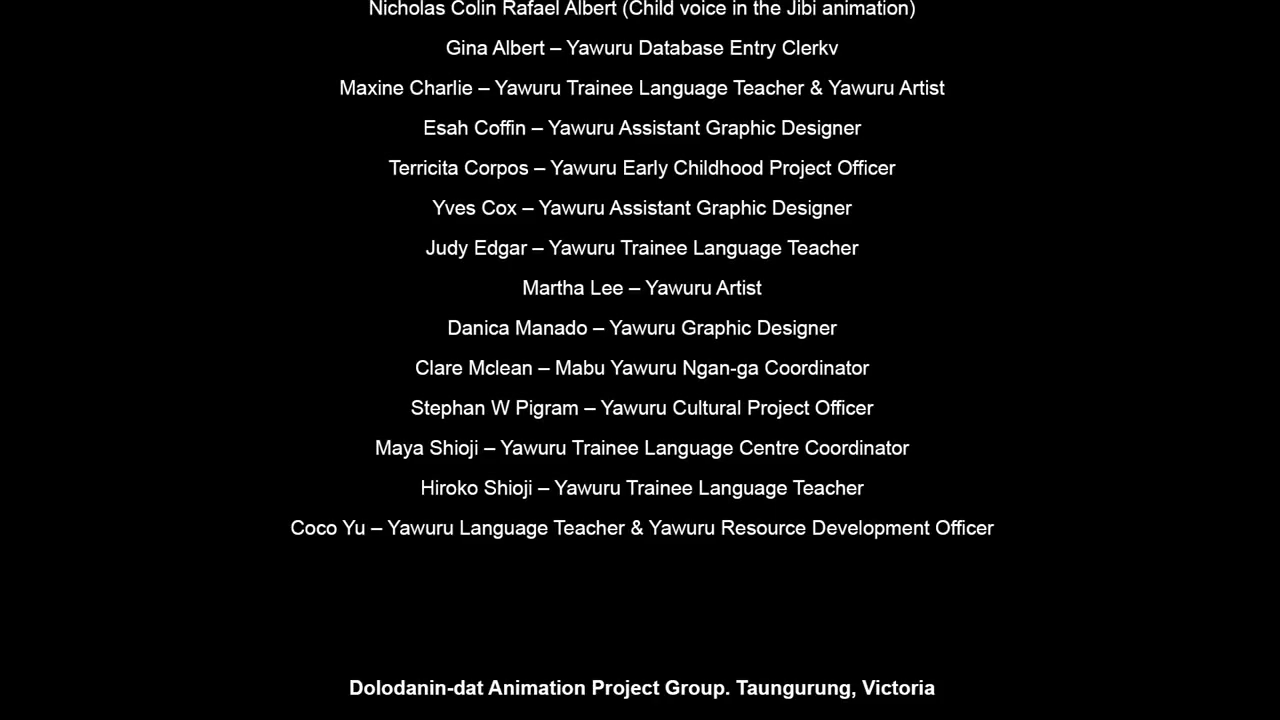 Nicholas Colin Rafael Albert (Child voice in the Jibi animation)
Gina Albert – Yawuru Database Entry Clerkv
Maxine Charlie – Yawuru Trainee Language Teacher & Yawuru Artist
Esah Coffin – Yawuru Assistant Graphic Designer
Terricita Corpos – Yawuru Early Childhood Project Officer
Yves Cox – Yawuru Assistant Graphic Designer
Judy Edgar – Yawuru Trainee Language Teacher
Martha Lee – Yawuru Artist
Danica Manado – Yawuru Graphic Designer
Clare Mclean – Mabu Yawuru Ngan-ga Coordinator
Stephan W Pigram – Yawuru Cultural Project Officer
Maya Shioji – Yawuru Trainee Language Centre Coordinator
Hiroko Shioji – Yawuru Trainee Language Teacher
Coco Yu – Yawuru Language Teacher & Yawuru Resource Development Officer
Dolodanin-dat Animation Project Group. Taungurung, Victoria